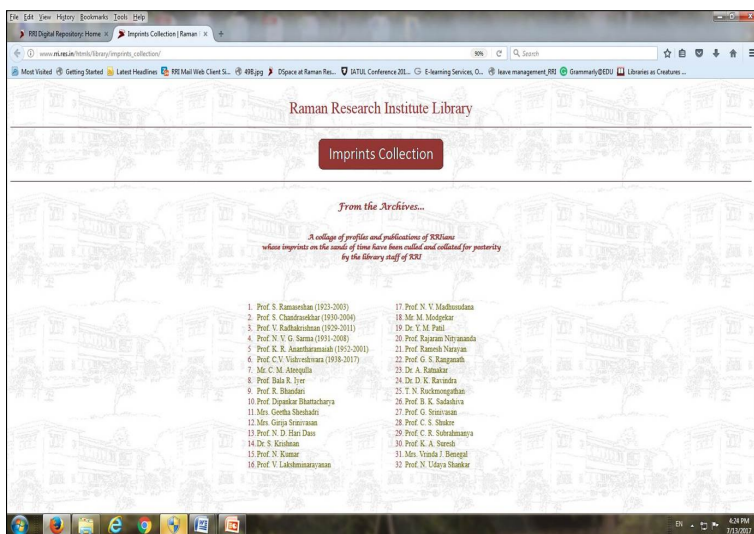 File Edit View History Bookmarks Tools Help
RRI Digital Repository: Home
Imprints Collection | Raman
www.rri.res.in/htmls/library/imprints_collection/
90%
Search
Most Visited Getting Started Latest Headlines RRI Mail Web Client Si... 49B.jpg DSpace at Raman Res... IATUL Conference 201... E-learning Services, O... leave management_RRI Grammarly@EDU Libraries as Creatures ...
Raman Research Institute Library
Imprints Collection
From the Archives...
A collage of profiles and publications of RRIians
whose imprints on the sands of time have been culled and collated for posterity
by the library staff of RRI
1. Prof. S. Ramaseshan (1923-2003)
2. Prof. S. Chandrasekhar (1930-2004)
3. Prof. V. Radhakrishnan (1929-2011)
4. Prof. N. V. G. Sarma (1931-2008)
5 Prof. K. R. Anantharamaiah (1952-2001)
6. Prof. C.V. Vishveshwara (1938-2017)
7. Mr. C. M. Ateequlla
8. Prof. Bala R. Iyer
9. Prof. R. Bhandari
10. Prof. Dipankar Bhattacharya
11. Mrs. Geetha Sheshadri
12. Mrs. Girija Srinivasan
13. Prof. N. D. Hari Dass
14. Dr. S. Krishnan
15. Prof. N. Kumar
16. Prof. V. Lakshminarayanan
17. Prof. N. V. Madhusudana
18. Mr. M. Modgekar
19. Dr. Y. M. Patil
20. Prof. Rajaram Nityananda
21. Prof. Ramesh Narayan
22. Prof. G. S. Ranganath
23. Dr. A. Ratnakar
24. Dr. D. K. Ravindra
25. T. N. Ruckmongathan
26. Prof. B. K. Sadashiva
27. Prof. G. Srinivasan
28. Prof. C. S. Shukre
29. Prof. C. R. Subrahmanya
30. Prof. K. A. Suresh
31. Mrs. Vrinda J. Benegal
32 Prof. N. Udaya Shankar
EN
4:24 PM
7/13/2017